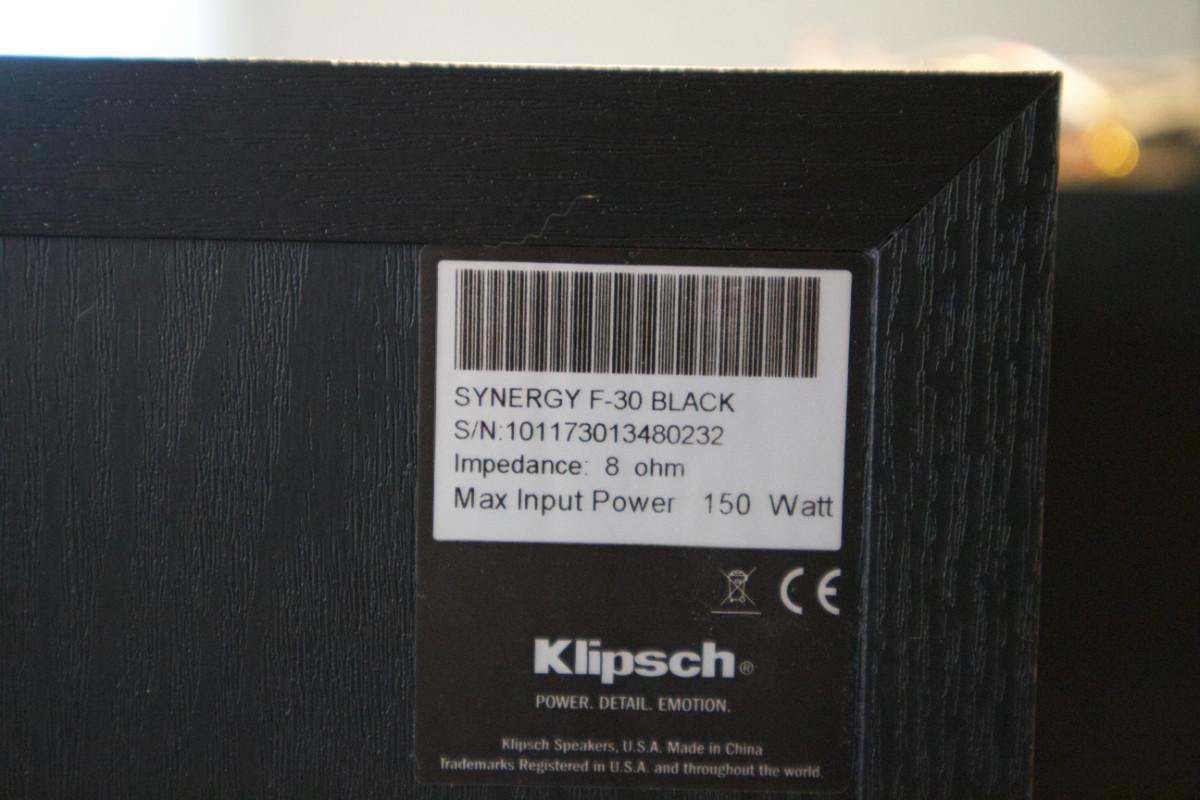 SYNERGY F-30 BLACK
S/N:101173013480232
Impedance: 8 ohm
Max Input Power 150 Watt
CE
Klipsch®
POWER. DETAIL. EMOTION.
Klipsch Speakers, U.S.A. Made in China
Trademarks Registered in U.S.A. and throughout the world.